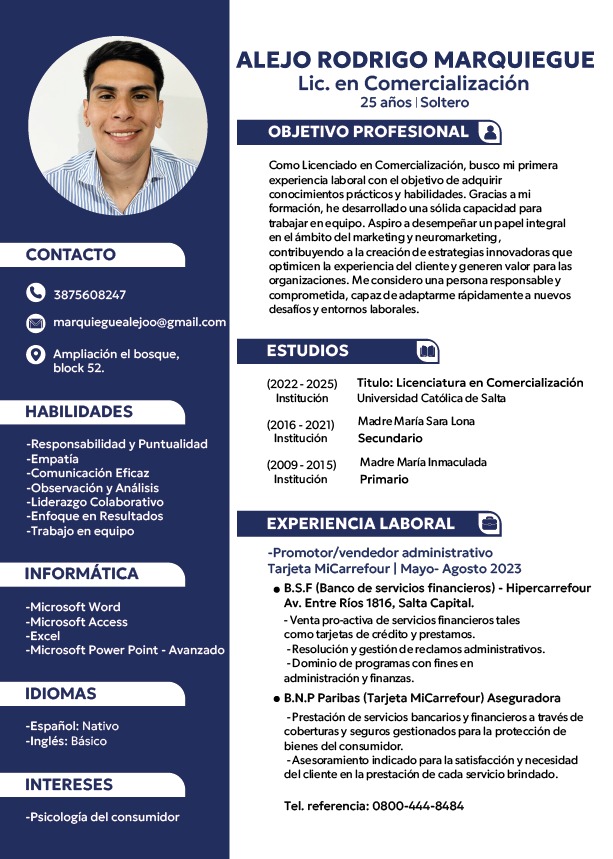 ALEJO RODRIGO MARQUIEGUE
Lic. en Comercialización
25 años | Soltero
CONTACTO
3875608247
marquieguealejoo@gmail.com
Ampliación el bosque,
block 52.
HABILIDADES
-Responsabilidad y Puntualidad
-Empatía
-Comunicación Eficaz
-Observación y Análisis
-Liderazgo Colaborativo
-Enfoque en Resultados
-Trabajo en equipo
INFORMÁTICA
-Microsoft Word
-Microsoft Access
-Excel
-Microsoft Power Point - Avanzado
IDIOMAS
-Español: Nativo
-Inglés: Básico
INTERESES
-Psicología del consumidor
OBJETIVO PROFESIONAL
Como Licenciado en Comercialización, busco mi primera
experiencia laboral con el objetivo de adquirir
conocimientos prácticos y habilidades. Gracias a mi
formación, he desarrollado una sólida capacidad para
trabajar en equipo. Aspiro a desempeñar un papel integral
en el ámbito del marketing y neuromarketing,
contribuyendo a la creación de estrategias innovadoras que
optimicen la experiencia del cliente y generen valor para las
organizaciones. Me considero una persona responsable y
comprometida, capaz de adaptarme rápidamente a nuevos
desafíos y entornos laborales.
ESTUDIOS
(2022 - 2025) Titulo: Licenciatura en Comercialización
Institución Universidad Católica de Salta
(2016 - 2021) Madre María Sara Lona
Institución Secundario
(2009 - 2015) Madre María Inmaculada
Institución Primario
EXPERIENCIA LABORAL
-Promotor/vendedor administrativo
Tarjeta MiCarrefour | Mayo- Agosto 2023
● B.S.F (Banco de servicios financieros) - Hipercarrefour
Av. Entre Ríos 1816, Salta Capital.
- Venta pro-activa de servicios financieros tales
como tarjetas de crédito y prestamos.
- Resolución y gestión de reclamos administrativos.
- Dominio de programas con fines en
administración y finanzas.
● B.N.P Paribas (Tarjeta MiCarrefour) Aseguradora
- Prestación de servicios bancarios y financieros a través de
coberturas y seguros gestionados para la protección de
bienes del consumidor.
- Asesoramiento indicado para la satisfacción y necesidad
del cliente en la prestación de cada servicio brindado.
Tel. referencia: 0800-444-8484